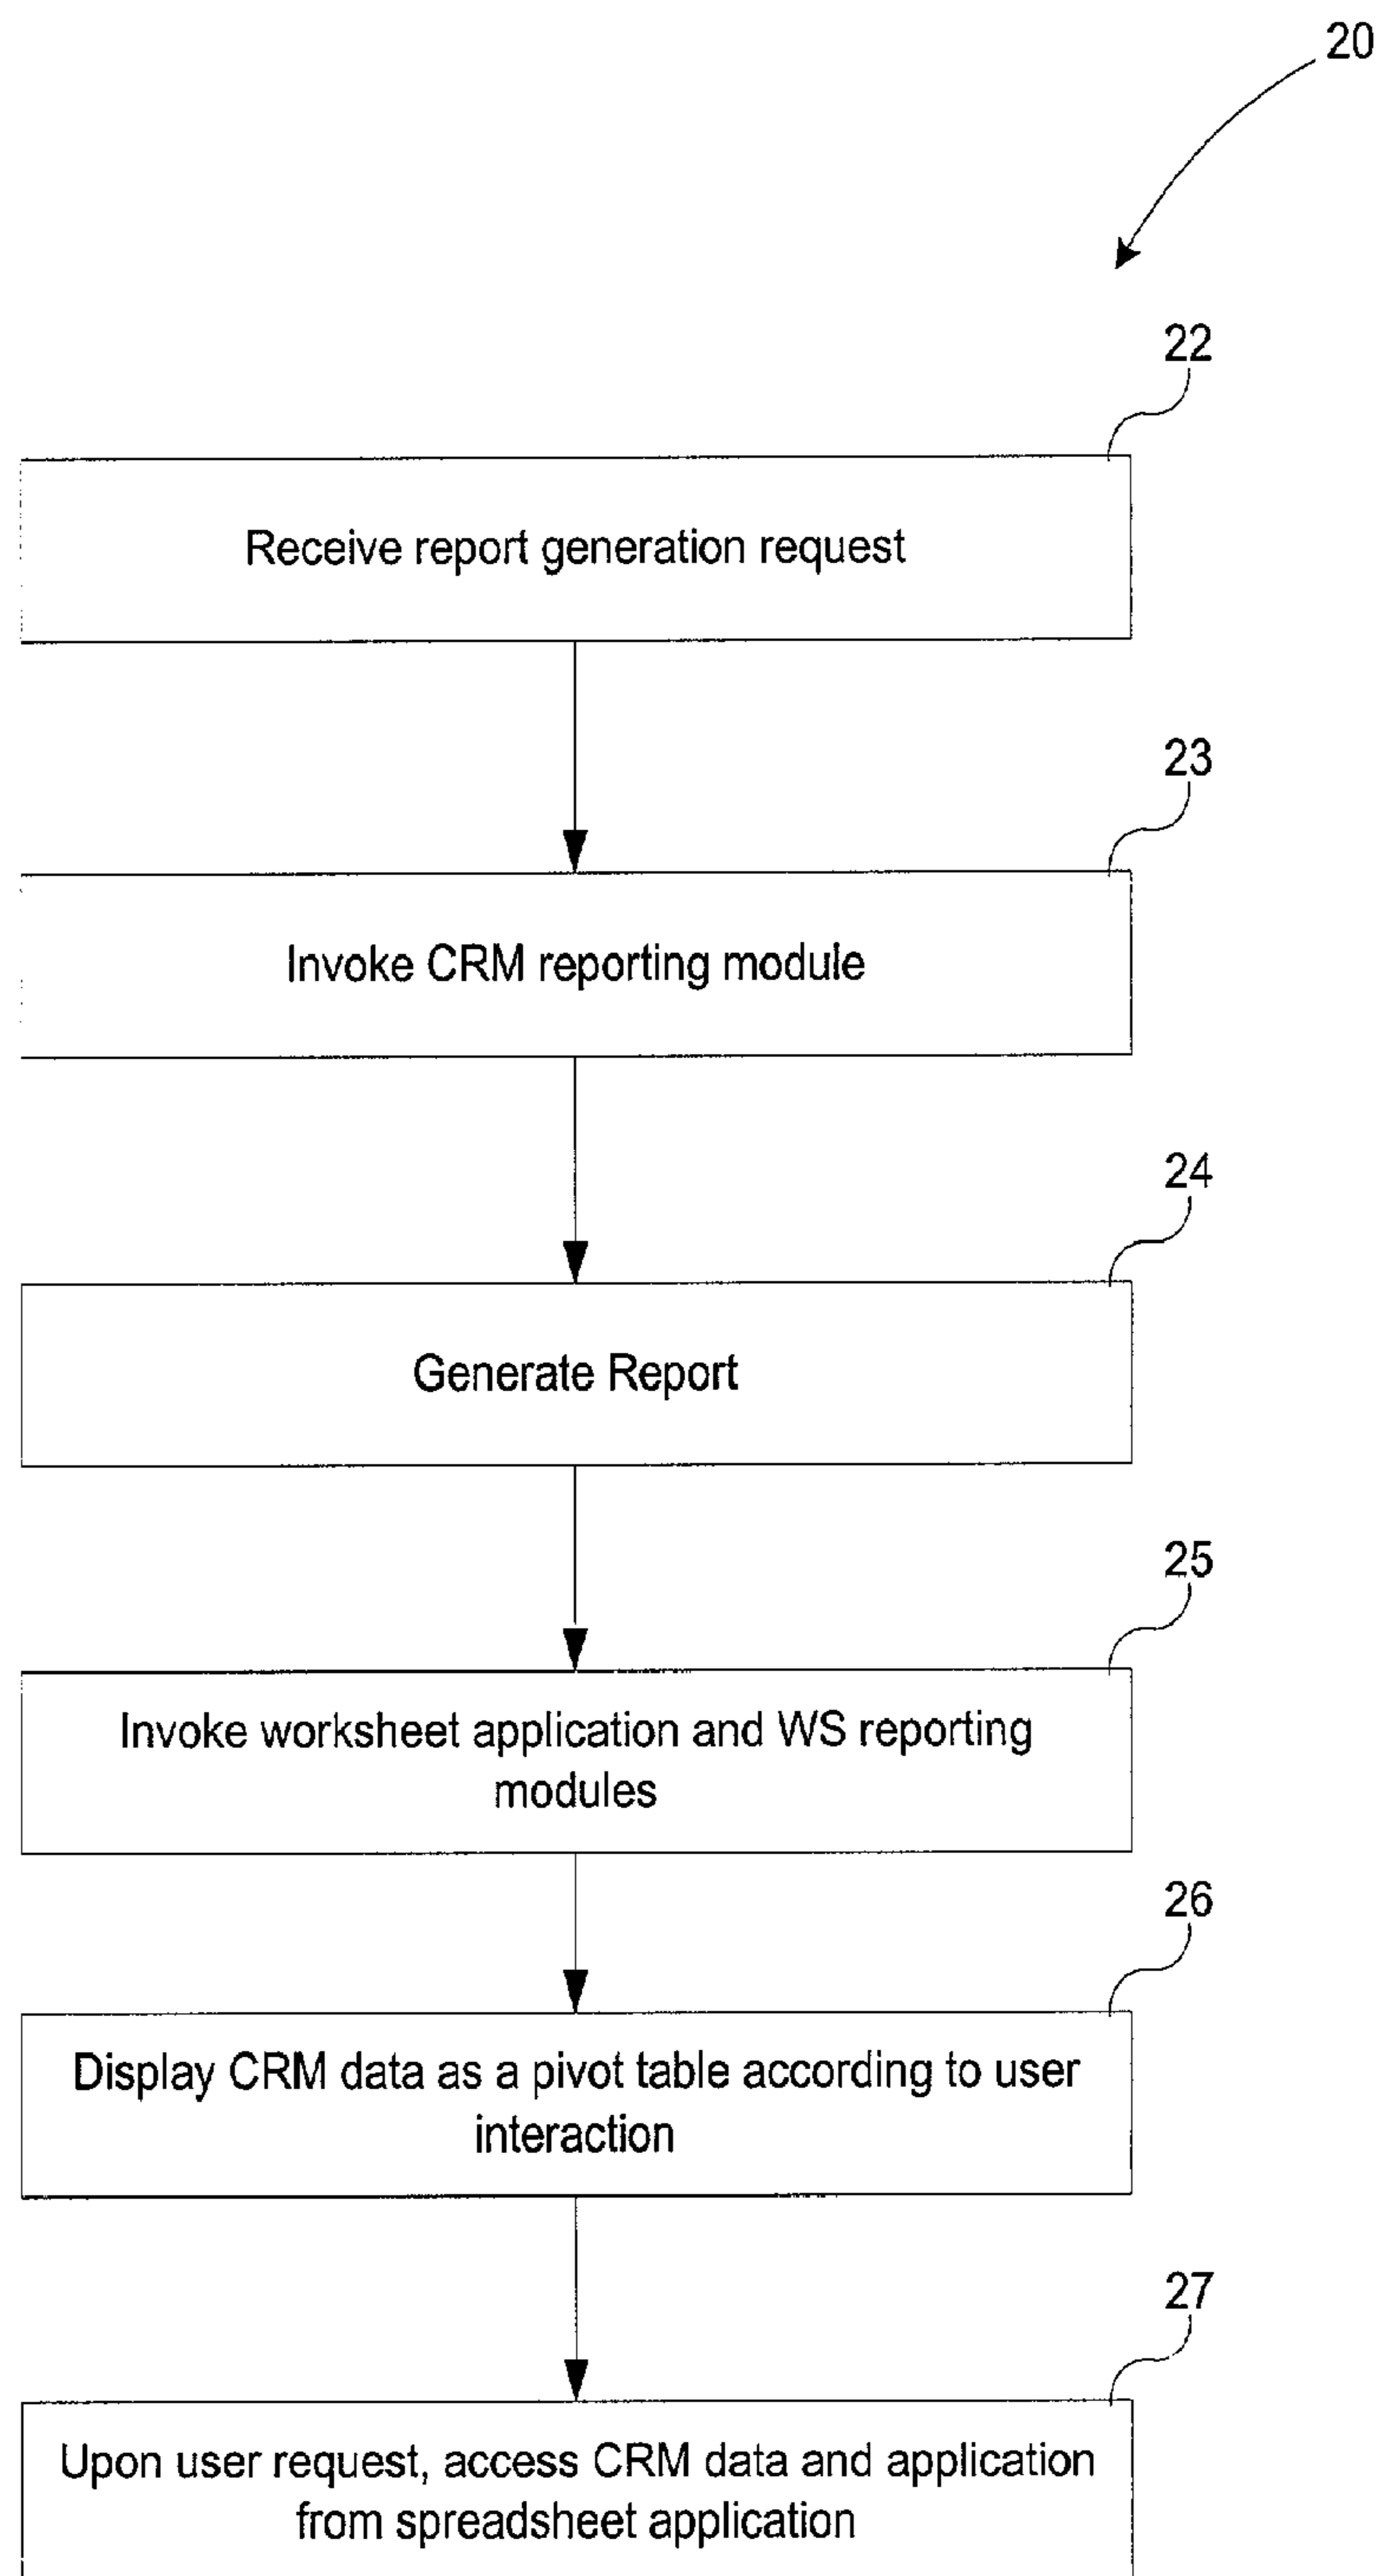 20
22
Receive report generation request
23
Invoke CRM reporting module
24
Generate Report
25
Invoke worksheet application and WS reporting
modules
26
Display CRM data as a pivot table according to user
interaction
27
Upon user request, access CRM data and application
from spreadsheet application